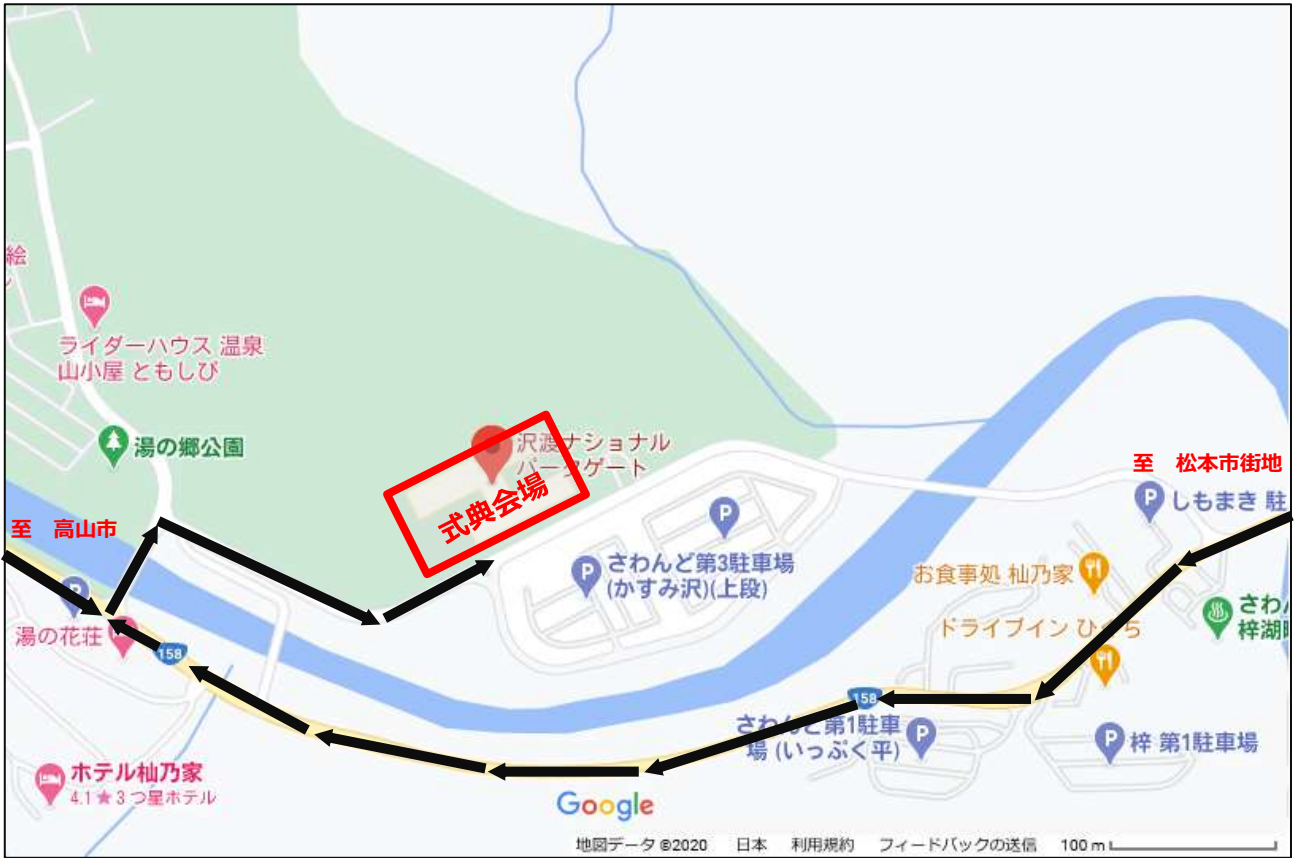 絵
ライダーハウス 温泉
山小屋 ともしび
湯の郷公園
沢渡ナショナル
パークゲート
式典会場
至 高山市
至 松本市街地
P
しもまき 駐
P
P
さわんど第3駐車場
(かすみ沢)(上段)
お食事処 杣乃家
さわ
梓湖
ドライブイン ひ
ち
P
湯の花荘
158
158
さわんど第1駐車
場 (いっぷく平)
P
P
梓 第1駐車場
ホテル杣乃家
4.1★3 つ星ホテル
Google
地図データ ©2020 日本 利用規約 フィードバックの送信 100 m